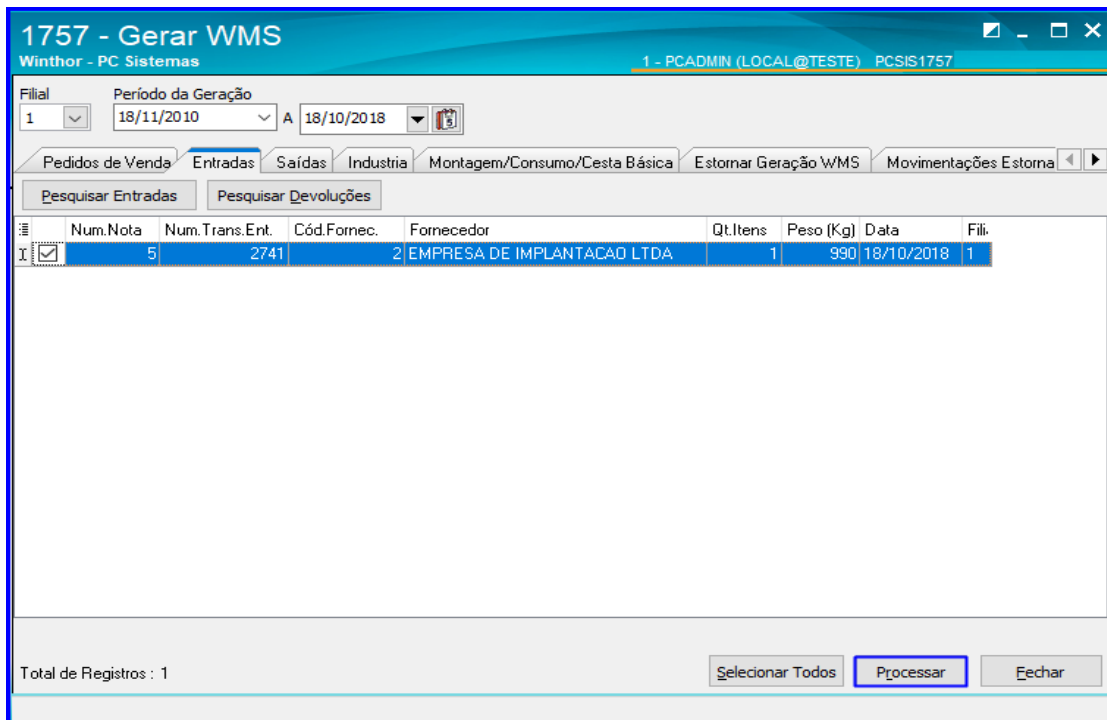 1757 - Gerar WMS
Winthor - PC Sistemas
1 - PCADMIN (LOCAL@TESTE) PCSIS1757
Filial Período da Geração
1 18/11/2010 A 18/10/2018
Pedidos de Venda Entradas Saídas Industria Montagem/Consumo/Cesta Básica Estornar Geração WMS Movimentações Estorna
Pesquisar Entradas Pesquisar Devoluções
Num.Nota Num.Trans.Ent. Cód.Fornec. Fornecedor Qt.Itens Peso (Kg) Data Fili
5 2741 2 EMPRESA DE IMPLANTACAO LTDA 1 990 18/10/2018 1
Total de Registros : 1 Selecionar Todos Processar Fechar